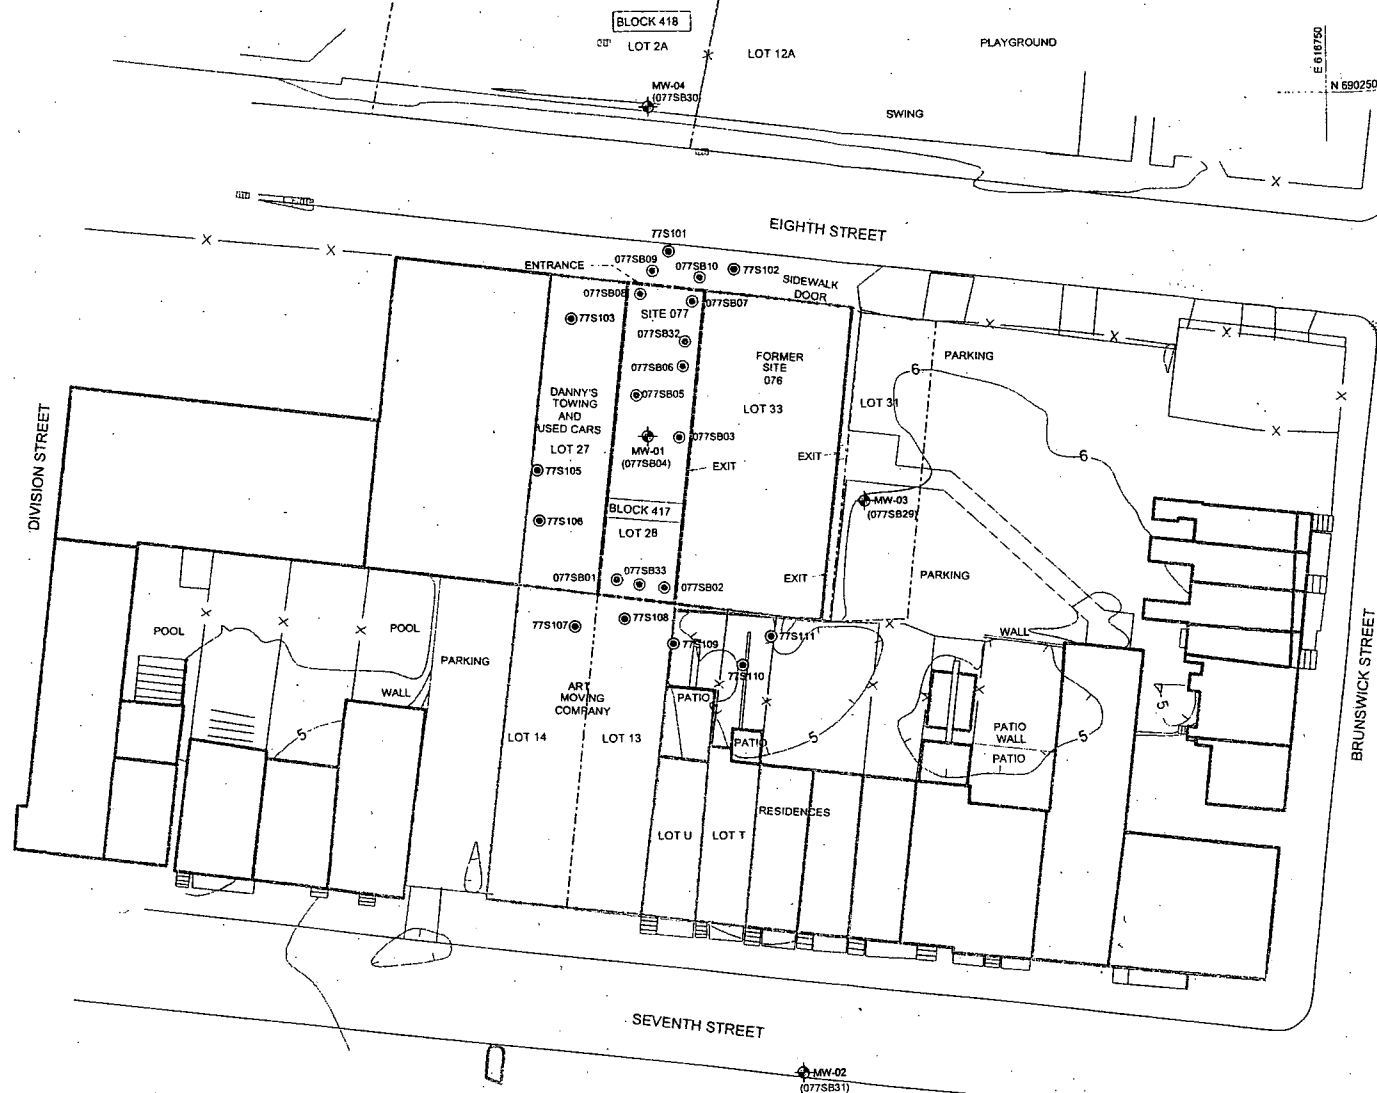 BLOCK 418
LOT 2A
LOT 12A
PLAYGROUND
E 616750
N 690250
MW-04
(077SB30)
SWING
EIGHTH STREET
77S101
ENTRANCE
077SB09
077SB10
77S102
SIDEWALK
DOOR
077SB08
077SB07
SITE 077
77S103
077SB32
FORMER
SITE
076
PARKING
6
077SB06
DANNY'S
TOWING
AND
USED CARS
077SB05
LOT 33
LOT 31
DIVISION STREET
LOT 27
MW-01
(077SB04)
077SB03
EXIT
EXIT
6
77S105
MW-03
(077SB29)
BLOCK 417
77S106
LOT 28
077SB01
077SB33
077SB02
EXIT
PARKING
POOL
POOL
77S107
77S108
77S109
77S111
WALL
BRUNSWICK STREET
PARKING
77S110
WALL
ART
MOVING
COMPANY
PATIO
5
PATIO
WALL
PATIO
5
5
LOT 14
LOT 13
PATIO
5
RESIDENCES
LOT U
LOT T
SEVENTH STREET
MW-02
(077SB31)